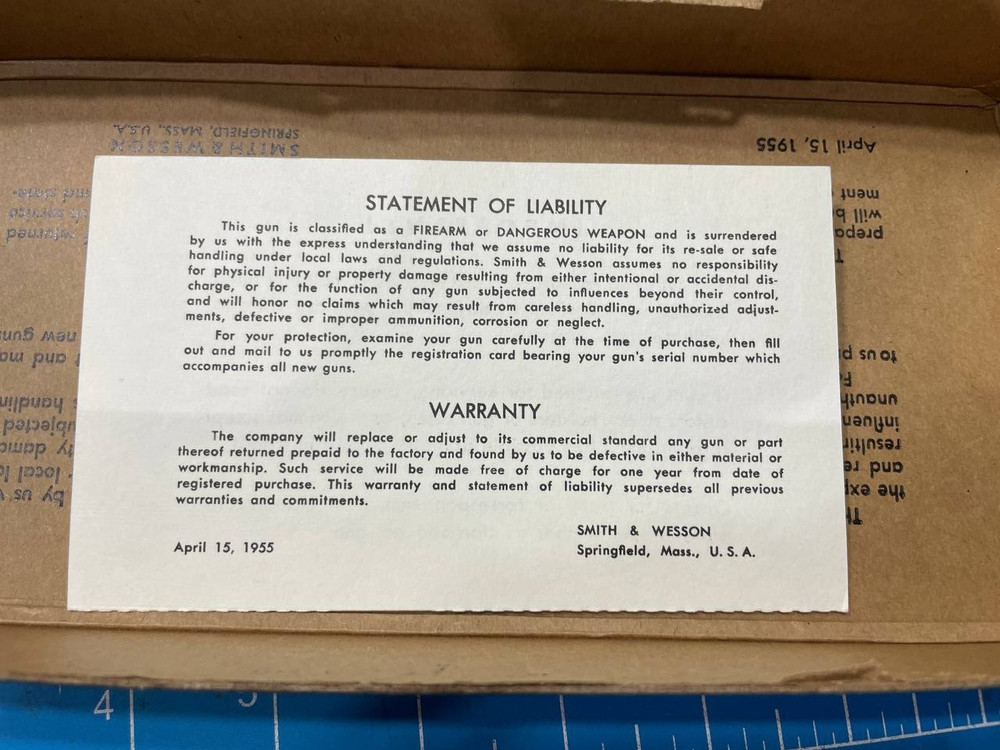 SPRINGFIELD, MASS., U.S.A.
SMITH & WESSON
April 15, 1955
STATEMENT OF LIABILITY
This gun is classified as a FIREARM or DANGEROUS WEAPON and is surrendered
by us with the express understanding that we assume no liability for its re-sale or safe
handling under local laws and regulations. Smith & Wesson assumes no responsibility
for physical injury or property damage resulting from either intentional or accidental dis-
charge, or for the function of any gun subjected to influences beyond their control,
and will honor no claims which may result from careless handling, unauthorized adjust-
ments, defective or improper ammunition, corrosion or neglect.
For your protection, examine your gun carefully at the time of purchase, then fill
out and mail to us promptly the registration card bearing your gun's serial number which
accompanies all new guns.
WARRANTY
The company will replace or adjust to its commercial standard any gun or part
thereof returned prepaid to the factory and found by us to be defective in either material or
workmanship. Such service will be made free of charge for one year from date of
registered purchase. This warranty and statement of liability supersedes all previous
warranties and commitments.
SMITH & WESSON
April 15, 1955
Springfield, Mass., U. S. A.
4
5